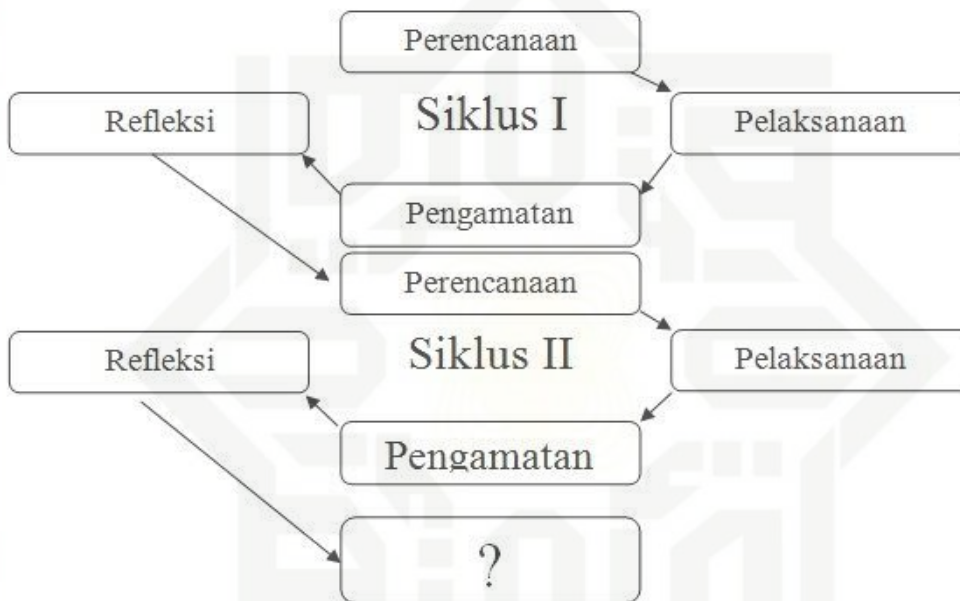 Perencanaan
Refleksi
Siklus I
Pelaksanaan
Pengamatan
Perencanaan
Refleksi
Siklus II
Pelaksanaan
Pengamatan
?